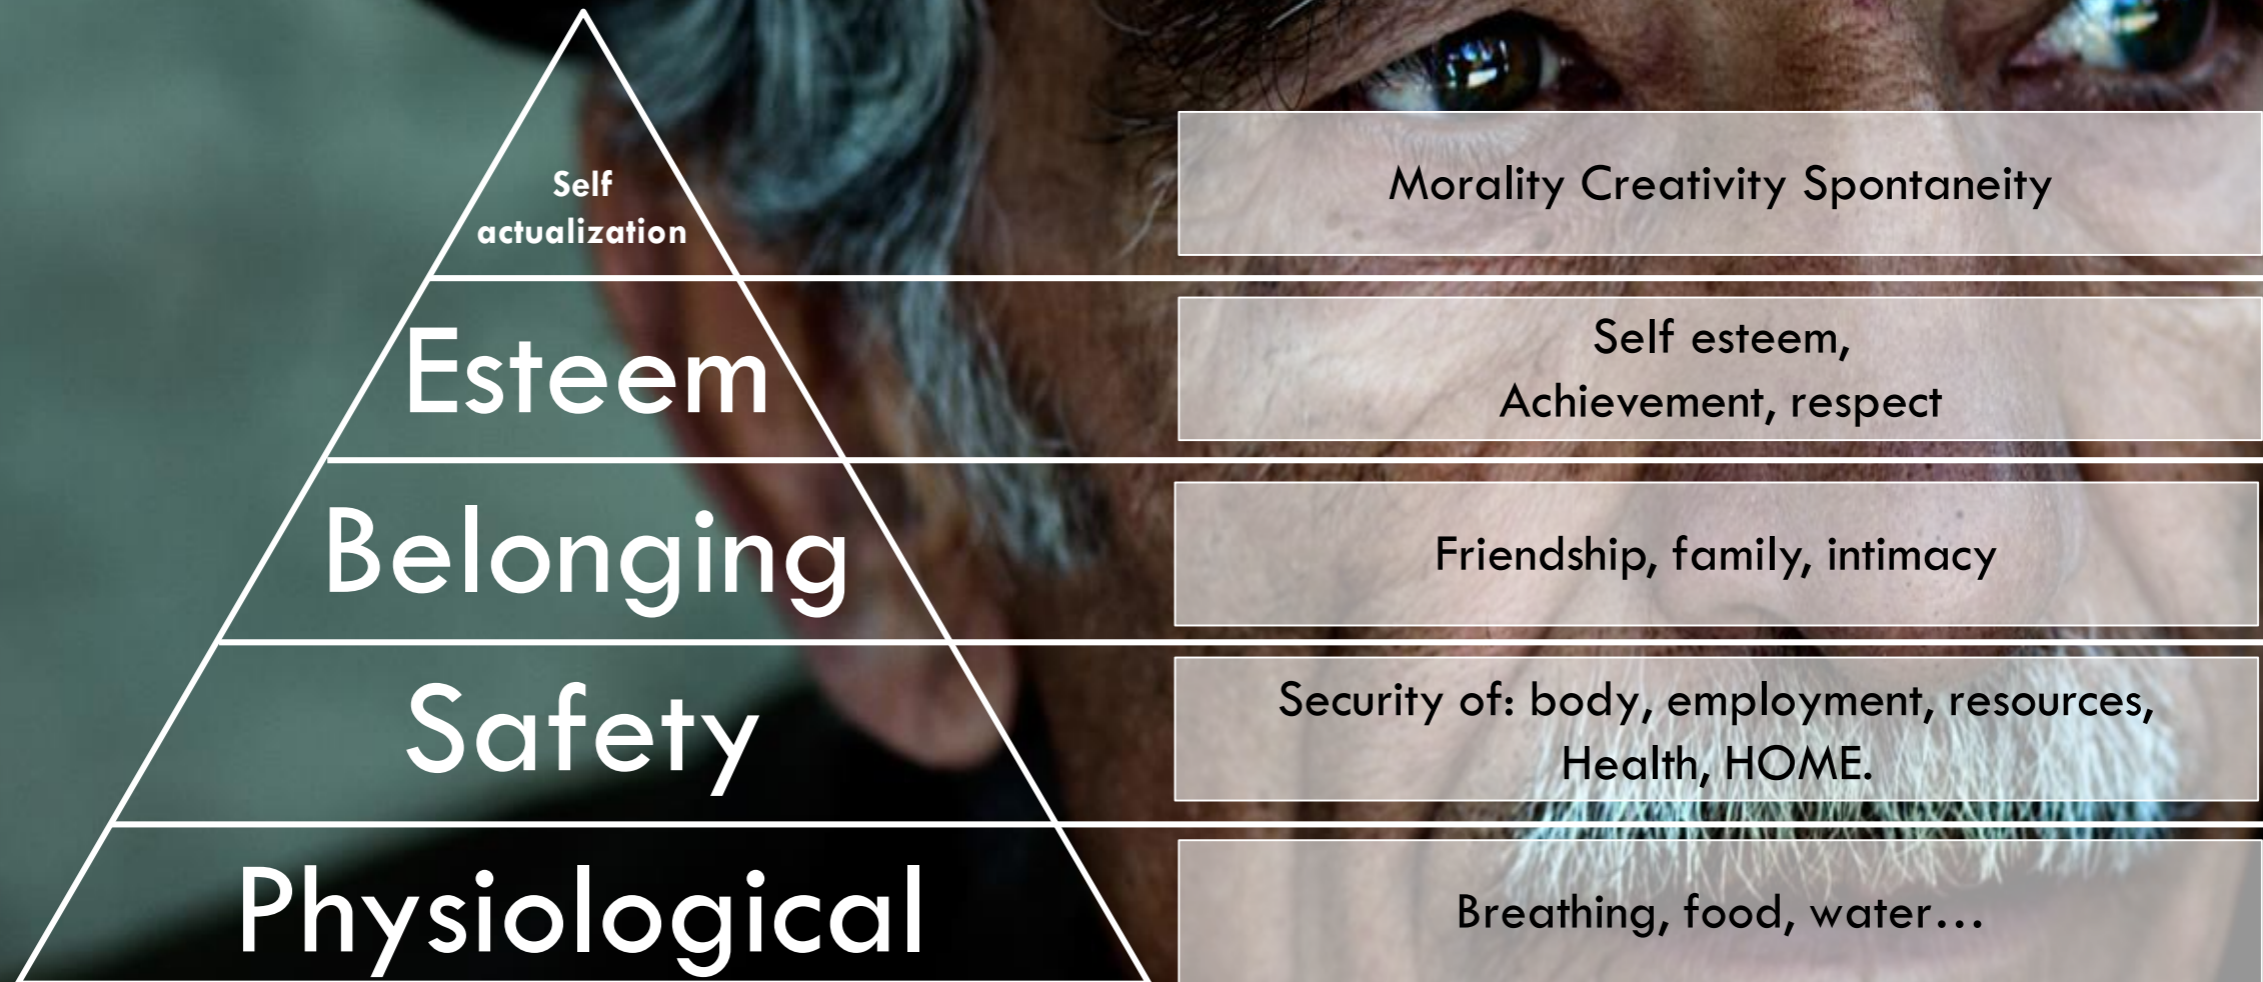 Self
actualization
Morality Creativity Spontaneity
Esteem
Self esteem,
Achievement, respect
Belonging
Friendship, family, intimacy
Safety
Security of: body, employment, resources,
Health, HOME.
Physiological
Breathing, food, water...